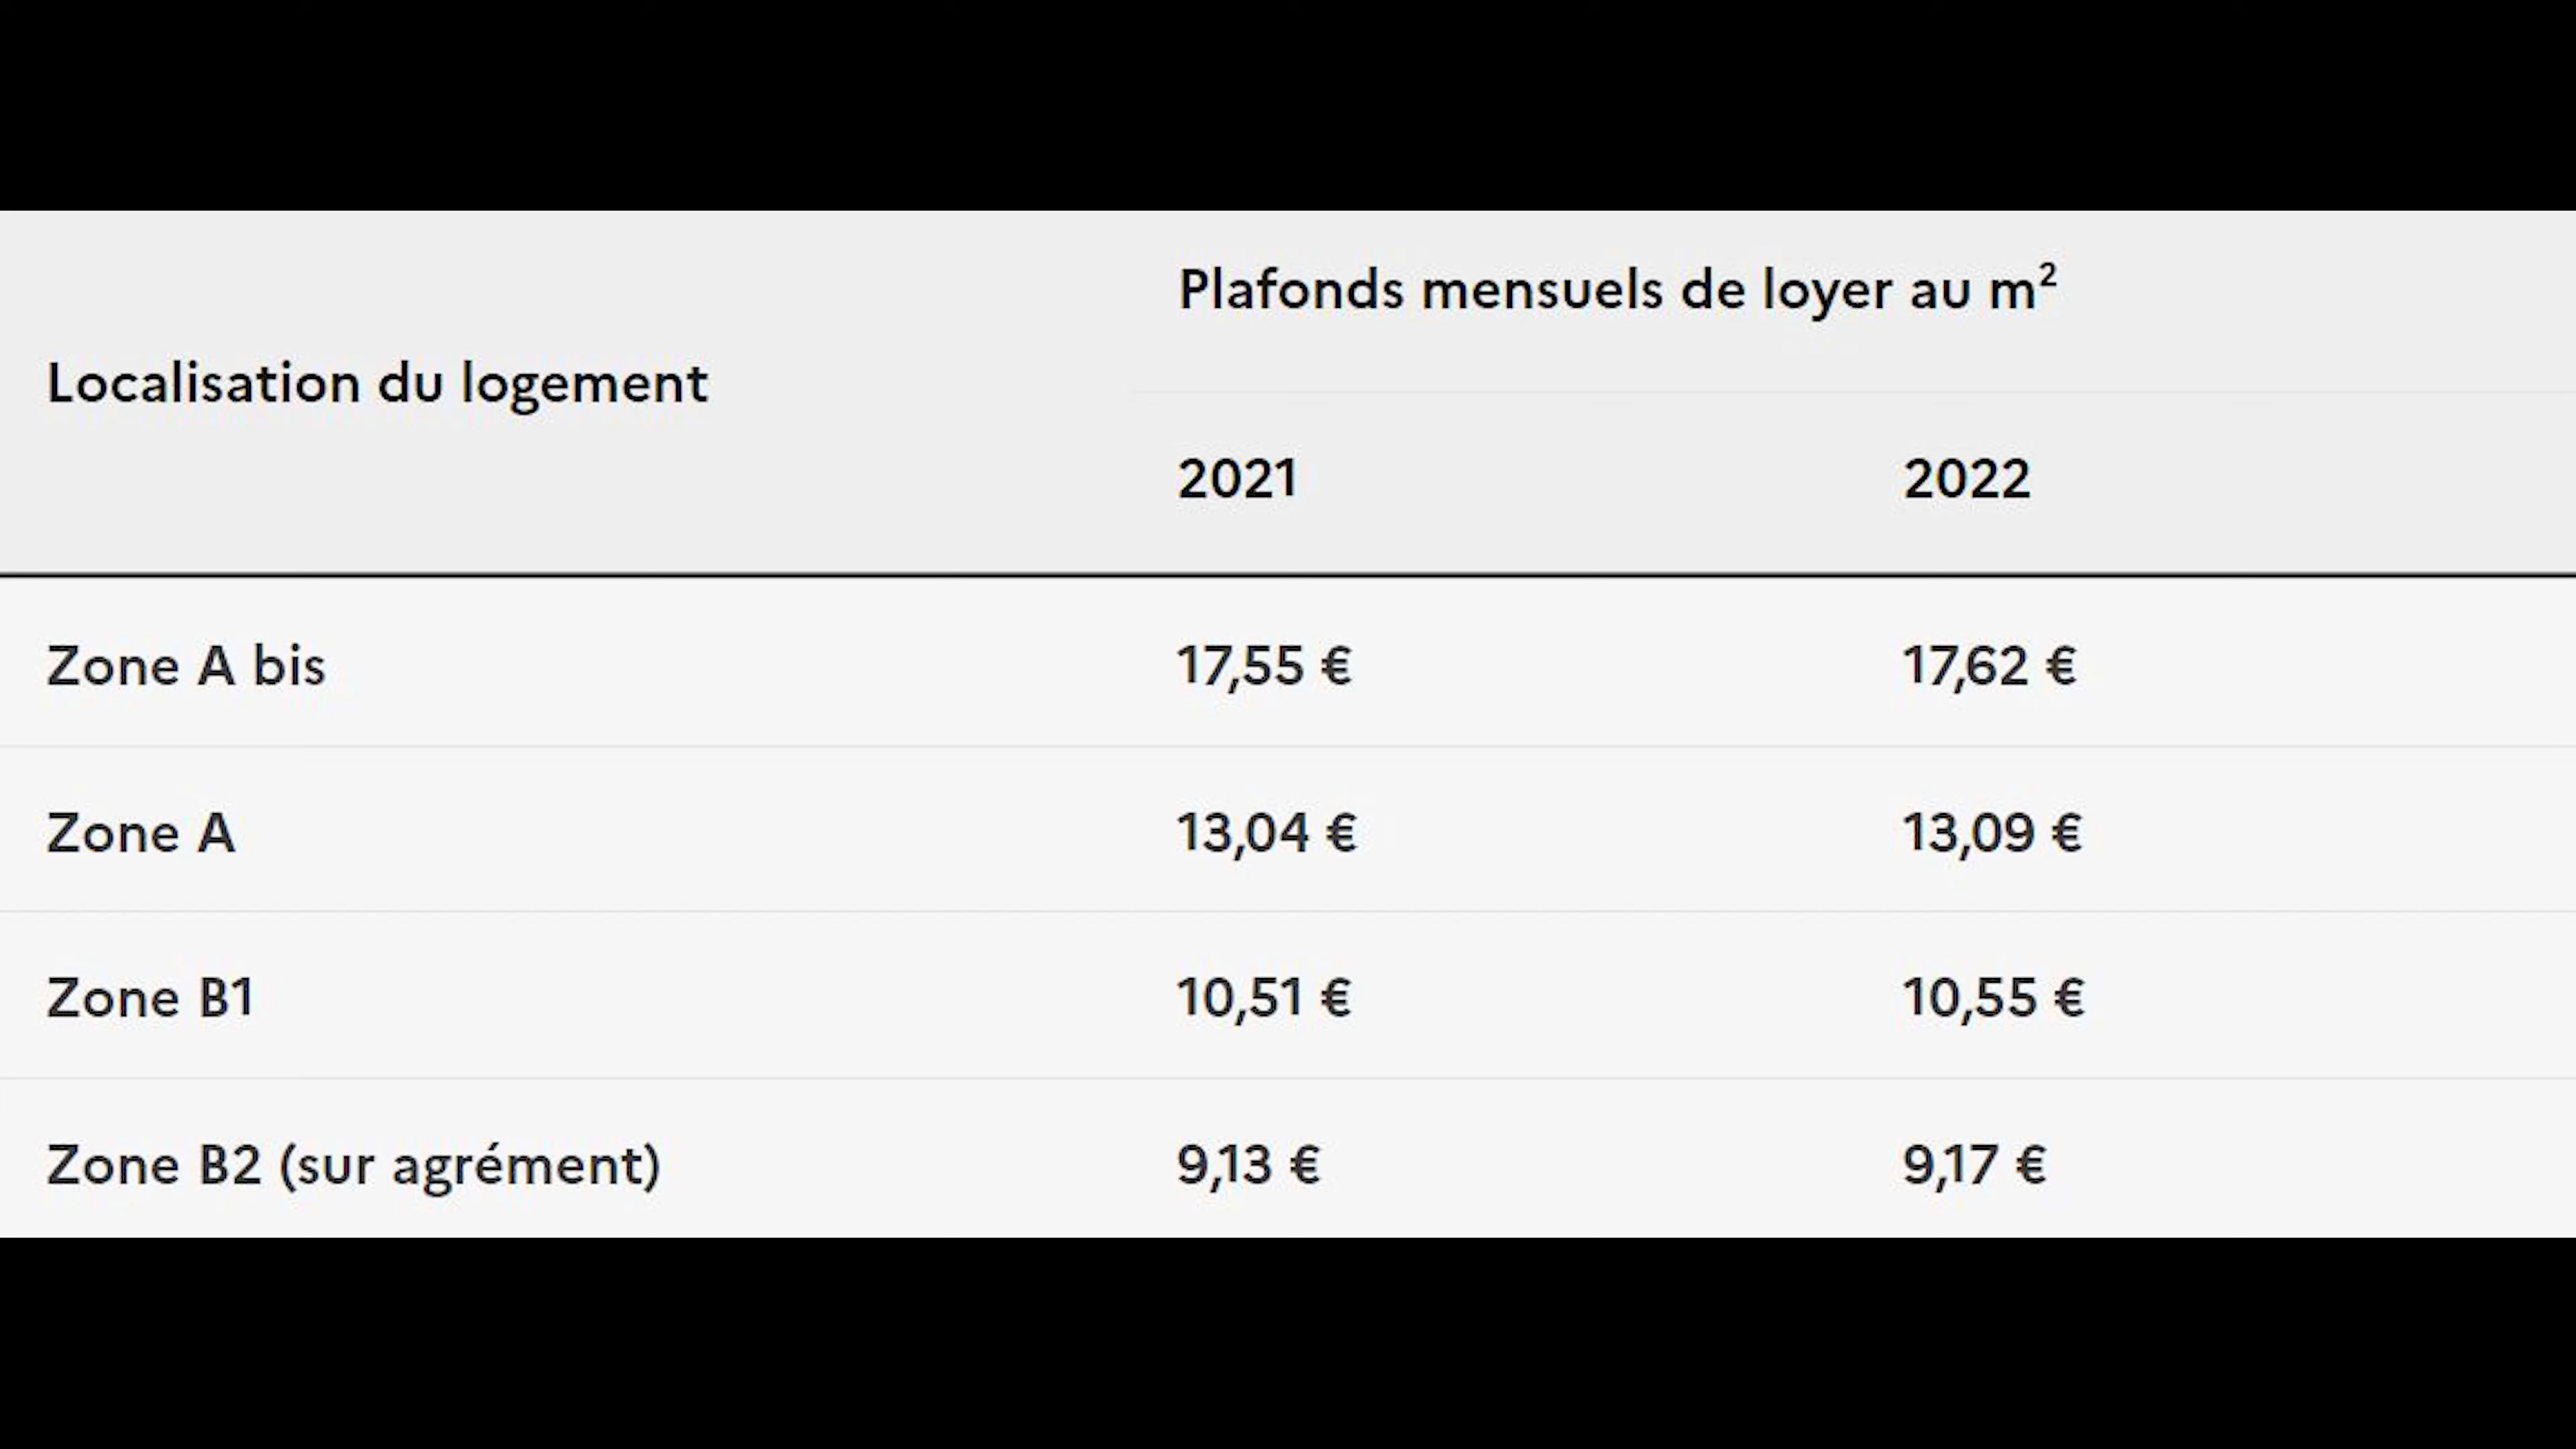 Plafonds mensuels de loyer au m²
Localisation du logement
2021 2022
Zone A bis 17,55 € 17,62 €
Zone A 13,04 € 13,09 €
Zone B1 10,51 € 10,55 €
Zone B2 (sur agrément) 9,13 € 9,17 €